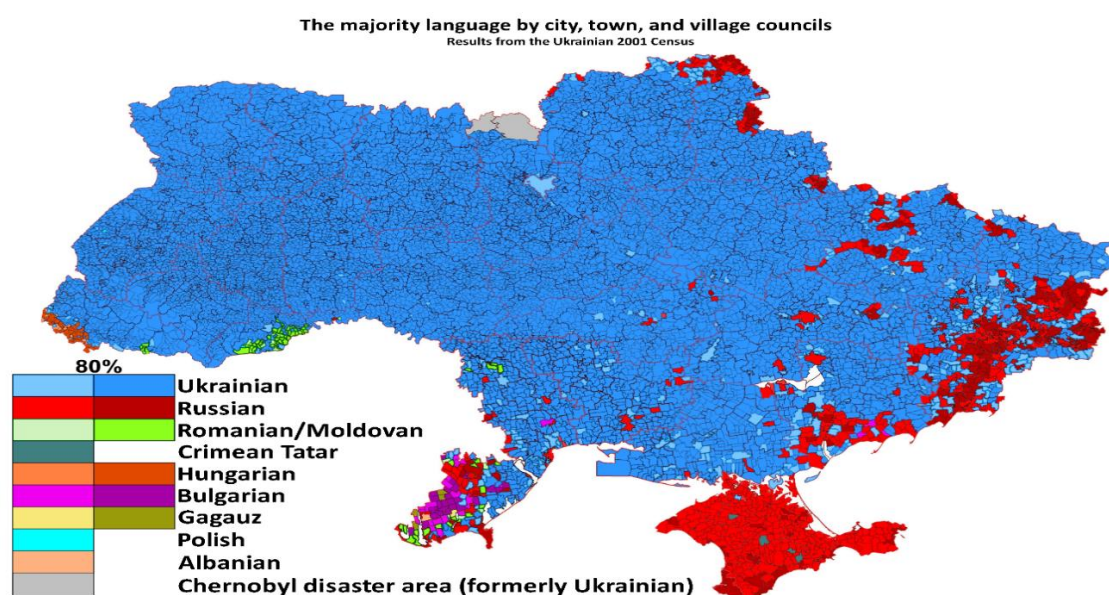 The majority language by city, town, and village councils
Results from the Ukrainian 2001 Census
80%
Ukrainian
Russian
Romanian/Moldovan
Crimean Tatar
Hungarian
Bulgarian
Gagauz
Polish
Albanian
Chernobyl disaster area (formerly Ukrainian)